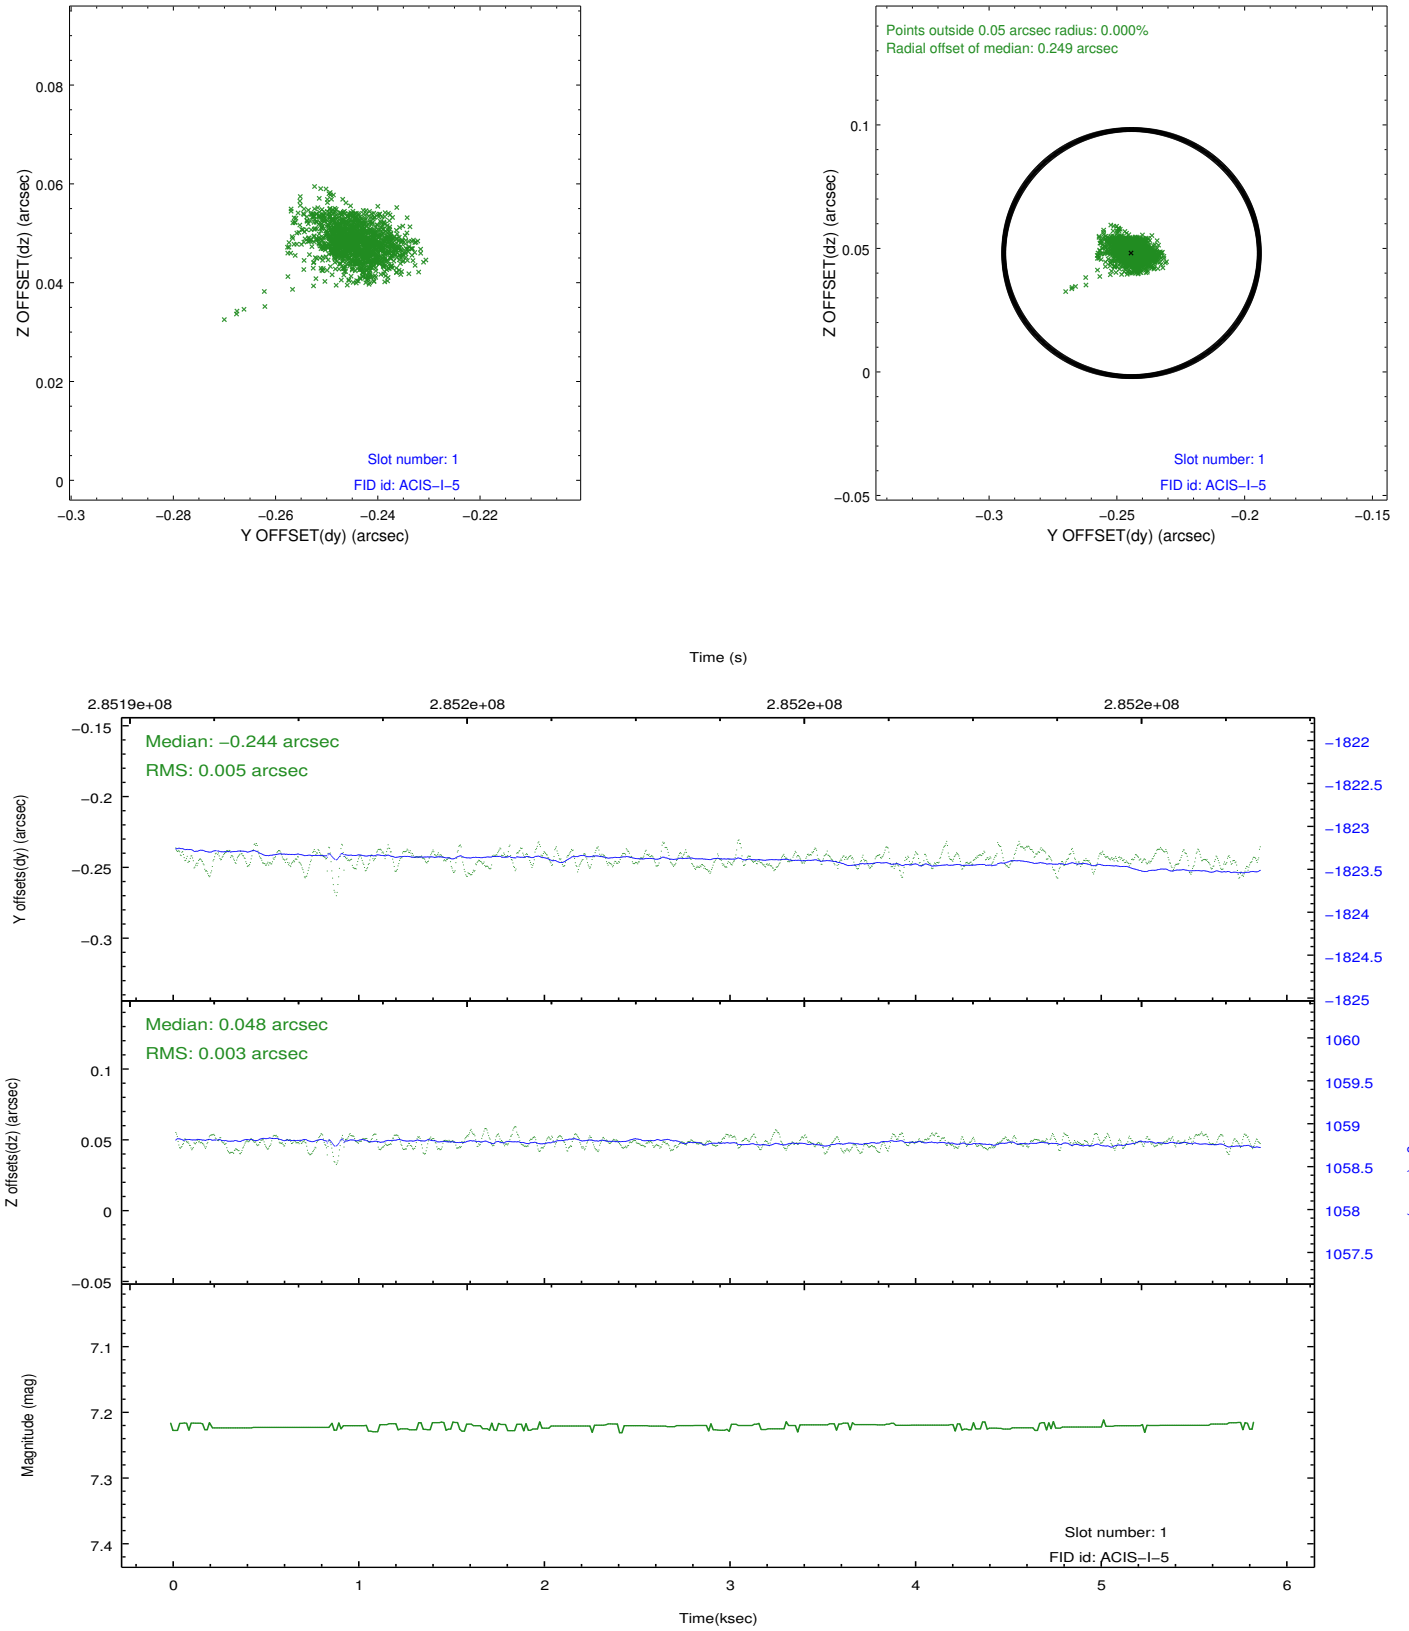 0.08
0.06
0.04
0.02
0
Z OFFSET(dz) (arcsec)
Slot number: 1
FID id: ACIS−I−5
−0.3
−0.28
−0.26
−0.24
−0.22
Y OFFSET(dy) (arcsec)
Points outside 0.05 arcsec radius: 0.000%
Radial offset of median: 0.249 arcsec
0.1
0.05
0
−0.05
Z OFFSET(dz) (arcsec)
Slot number: 1
FID id: ACIS−I−5
−0.3
−0.25
−0.2
−0.15
Y OFFSET(dy) (arcsec)
Time (s)
2.8519e+08
2.852e+08
2.852e+08
2.852e+08
Median: −0.244 arcsec
RMS: 0.005 arcsec
−0.15
−0.2
−0.25
−0.3
Y offsets(dy) (arcsec)
−1822
−1822.5
−1823
−1823.5
−1824
−1824.5
−1825
Median: 0.048 arcsec
RMS: 0.003 arcsec
0.1
0.05
0
−0.05
Z offsets(dz) (arcsec)
1060
1059.5
1059
1058.5
1058
1057.5
7.1
7.2
7.3
7.4
Magnitude (mag)
Slot number: 1
FID id: ACIS−I−5
0
1
2
3
4
5
6
Time(ksec)